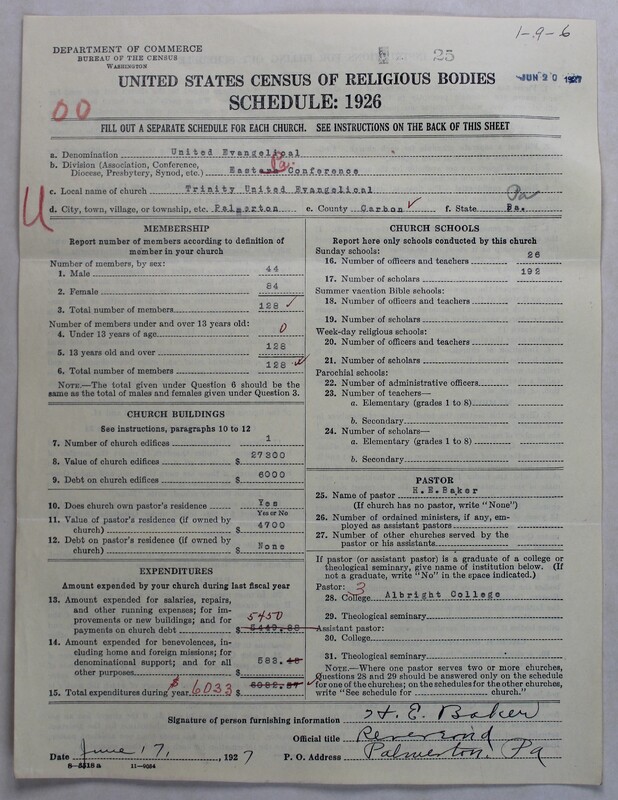 1-9-6
DEPARTMENT OF COMMERCE
BUREAU OF THE CENSUS
WASHINGTON
25
JUN 20 1927
UNITED STATES CENSUS OF RELIGIOUS BODIES
SCHEDULE: 1926
00
FILL OUT A SEPARATE SCHEDULE FOR EACH CHURCH. SEE INSTRUCTIONS ON THE BACK OF THIS SHEET
a. Denomination United Evangelical
b. Division (Association, Conference, Diocese, Presbytery, Synod, etc.) East Pa. Conference
c. Local name of church Trinity United Evangelical
U
Pa
d. City, town, village, or township, etc. Palmerton e. County Carbon ✓ f. State Pa.
MEMBERSHIP
Report number of members according to definition of
member in your church
Number of members, by sex:
1. Male 44
2. Female 84
3. Total number of members 128 ✓
Number of members under and over 13 years old:
4. Under 13 years of age 0
5. 13 years old and over 128
6. Total number of members 128 ✓
NOTE.—The total given under Question 6 should be
same as the total of males and females given under Question 3.
CHURCH BUILDINGS
See instructions, paragraphs 10 to 12
7. Number of church edifices 1
8. Value of church edifices $ 27300
9. Debt on church edifices $ 6000
10. Does church own pastor's residence Yes
Yes or No
11. Value of pastor's residence (if owned by
church) $ 4700
12. Debt on pastor's residence (if owned by
church) $ None
EXPENDITURES
Amount expended by your church during last fiscal year
13. Amount expended for salaries, repairs,
and other running expenses; for im-
provements or new buildings; and for
payments on church debt $ 5449.88 5450
14. Amount expended for benevolences,
including home and foreign missions; for
denominational support; and for all
other purposes $ 583.
15. Total expenditures during year $6033 $
CHURCH SCHOOLS
Report here only schools conducted by this church
Sunday schools:
16. Number of officers and teachers 26
17. Number of scholars 192
Summer vacation Bible schools:
18. Number of officers and teachers
19. Number of scholars
Week-day religious schools:
20. Number of officers and teachers
21. Number of scholars
Parochial schools:
22. Number of administrative officers
23. Number of teachers—
a. Elementary (grades 1 to 8)
b. Secondary
24. Number of scholars—
a. Elementary (grades 1 to 8)
b. Secondary
PASTOR
25. Name of pastor H.E.Baker
(If church has no pastor, write "None")
26. Number of ordained ministers, if any, em-
ployed as assistant pastors
27. Number of other churches served by the
pastor or his assistants
If pastor (or assistant pastor) is a graduate of a college or
theological seminary, give name of institution below. (If
not a graduate, write "No" in the space indicated.)
Pastor: 3
28. College Albright College
29. Theological seminary
Assistant pastor:
30. College
31. Theological seminary
NOTE.—Where one pastor serves two or more churches,
Questions 28 and 29 should be answered only on the schedule
for one of the churches; on the schedules for the other churches,
write "See schedule for church."
Signature of person furnishing information H. E. Baker
Official title Reverend
Date June 17, 1927 P. O. Address Palmerton, Pa
8-5518a 11-9054